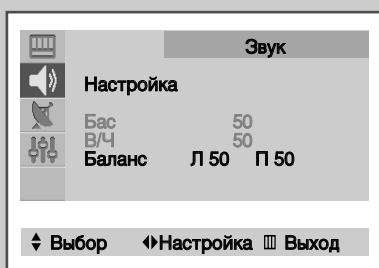 Звук
Настройка
Бас 50
В/Ч 50
Баланс Л 50 П 50
Выбор Настройка Выход